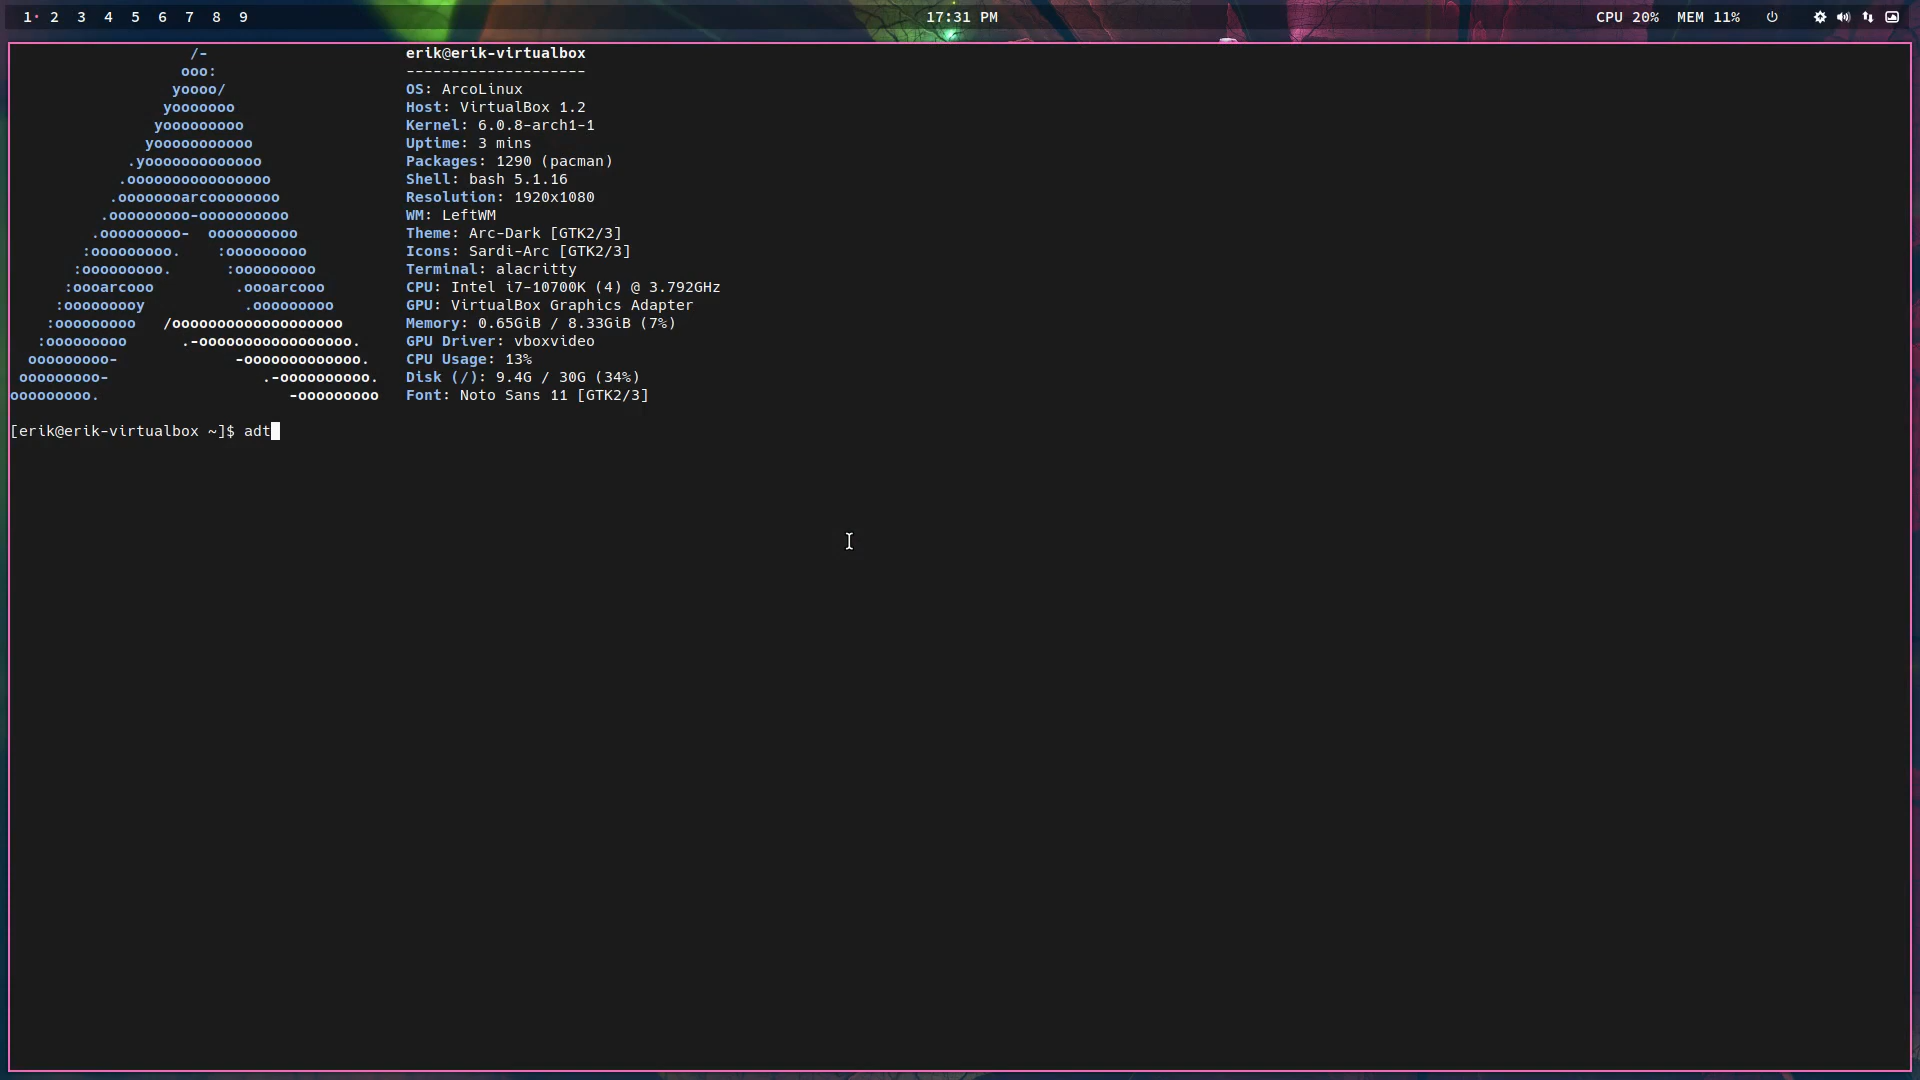 1· 2 3 4 5 6 7 8 9 17:31 PM CPU 20% MEM 11%
/- erik@erik-virtualbox
ooo: --------------------
yoooo/ OS: ArcoLinux
yooooooo Host: VirtualBox 1.2
yooooooooo Kernel: 6.0.8-arch1-1
yooooooooooo Uptime: 3 mins
.yooooooooooooo Packages: 1290 (pacman)
.oooooooooooooooo Shell: bash 5.1.16
.ooooooooarcoooooooo Resolution: 1920x1080
.ooooooooo-oooooooooo WM: LeftWM
.ooooooooo- oooooooooo Theme: Arc-Dark [GTK2/3]
:ooooooooo. :ooooooooo Icons: Sardi-Arc [GTK2/3]
:ooooooooo. :ooooooooo Terminal: alacritty
:oooarcooo .oooarcooo CPU: Intel i7-10700K (4) @ 3.792GHz
:ooooooooy .ooooooooo GPU: VirtualBox Graphics Adapter
:ooooooooo /ooooooooooooooooooo Memory: 0.65GiB / 8.33GiB (7%)
:ooooooooo .-ooooooooooooooooo. GPU Driver: vboxvideo
ooooooooo- -ooooooooooooo. CPU Usage: 13%
ooooooooo- .-oooooooooo. Disk (/): 9.4G / 30G (34%)
ooooooooo. -ooooooooo Font: Noto Sans 11 [GTK2/3]
[erik@erik-virtualbox ~]$ adt